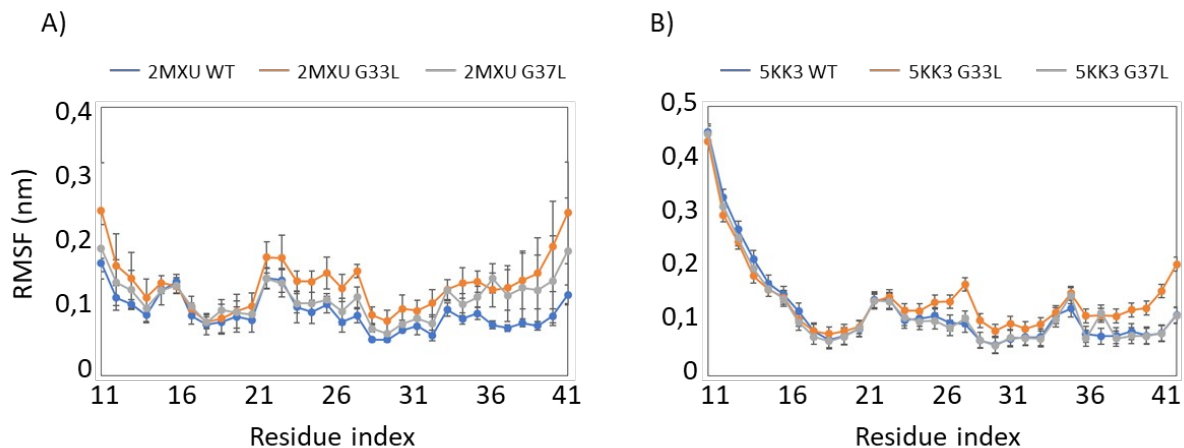 A)
B)
2MXU WT 2MXU G33L 2MXU G37L
5KK3 WT 5KK3 G33L 5KK3 G37L
RMSF (nm)
0,4
0,3
0,2
0,1
0
11 16 21 26 31 36 41
Residue index
0,5
0,4
0,3
0,2
0,1
0
11 16 21 26 31 36 41
Residue index